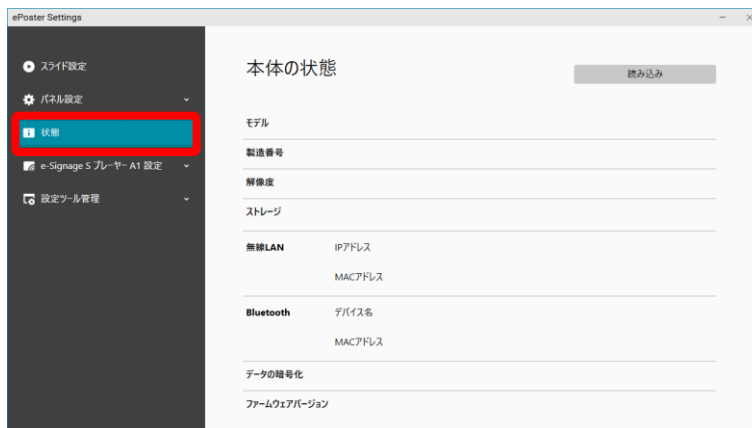 ePoster Settings
スライド設定
パネル設定
状態
e-Signage S プレーヤー A1 設定
設定ツール管理
本体の状態
読み込み
モデル
製造番号
解像度
ストレージ
無線LAN IPアドレス
MACアドレス
Bluetooth デバイス名
MACアドレス
データの暗号化
ファームウェアバージョン